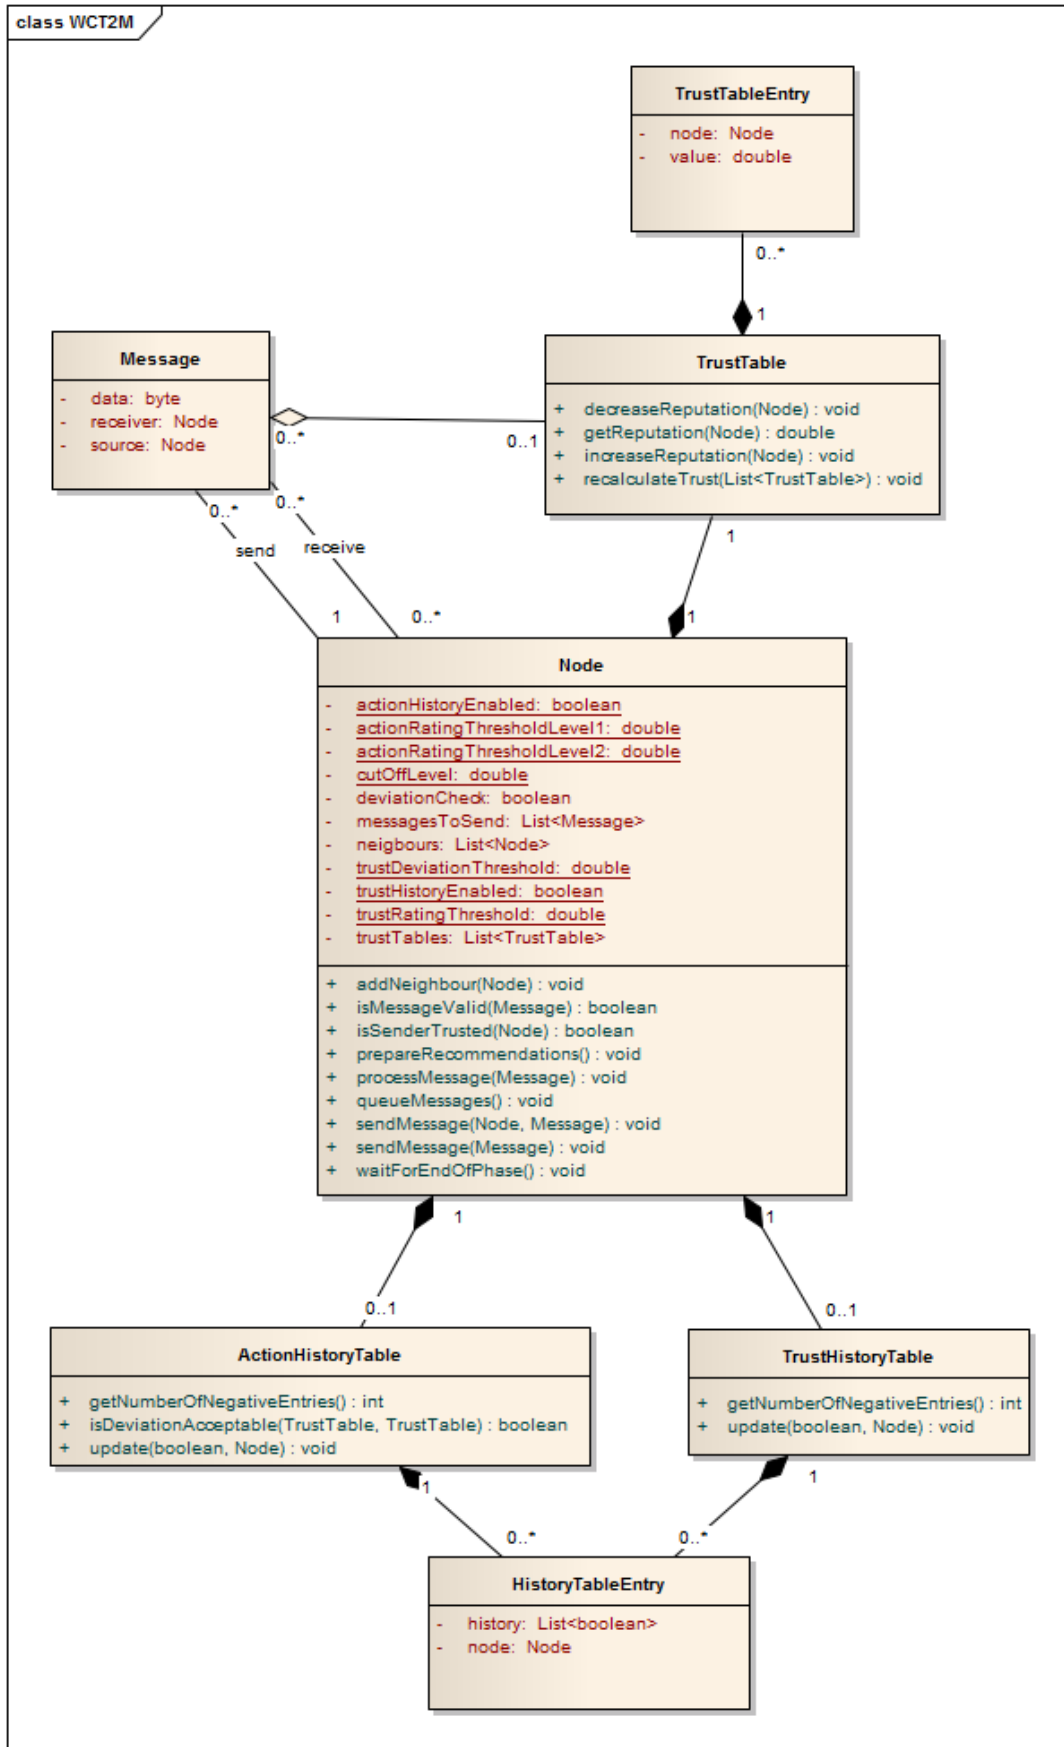 class WCT2M
TrustTableEntry
- node: Node
- value: double
0..*
1
Message
- data: byte
- receiver: Node
- source: Node
TrustTable
+ decreaseReputation(Node) : void
+ getReputation(Node) : double
+ increaseReputation(Node) : void
+ recalculateTrust(List<TrustTable>) : void
0..*
0..1
0..*
0..*
send
receive
1
1
0..*
1
Node
- actionHistoryEnabled: boolean
- actionRatingThresholdLevel1: double
- actionRatingThresholdLevel2: double
- cutOffLevel: double
- deviationCheck: boolean
- messagesToSend: List<Message>
- neigbours: List<Node>
- trustDeviationThreshold: double
- trustHistoryEnabled: boolean
- trustRatingThreshold: double
- trustTables: List<TrustTable>
+ addNeighbour(Node) : void
+ isMessageValid(Message) : boolean
+ isSenderTrusted(Node) : boolean
+ prepareRecommendations() : void
+ processMessage(Message) : void
+ queueMessages() : void
+ sendMessage(Node, Message) : void
+ sendMessage(Message) : void
+ waitForEndOfPhase() : void
1
1
0..1
0..1
ActionHistoryTable
+ getNumberOfNegativeEntries() : int
+ isDeviationAcceptable(TrustTable, TrustTable) : boolean
+ update(boolean, Node) : void
TrustHistoryTable
+ getNumberOfNegativeEntries() : int
+ update(boolean, Node) : void
1
1
0..*
0..*
HistoryTableEntry
- history: List<boolean>
- node: Node